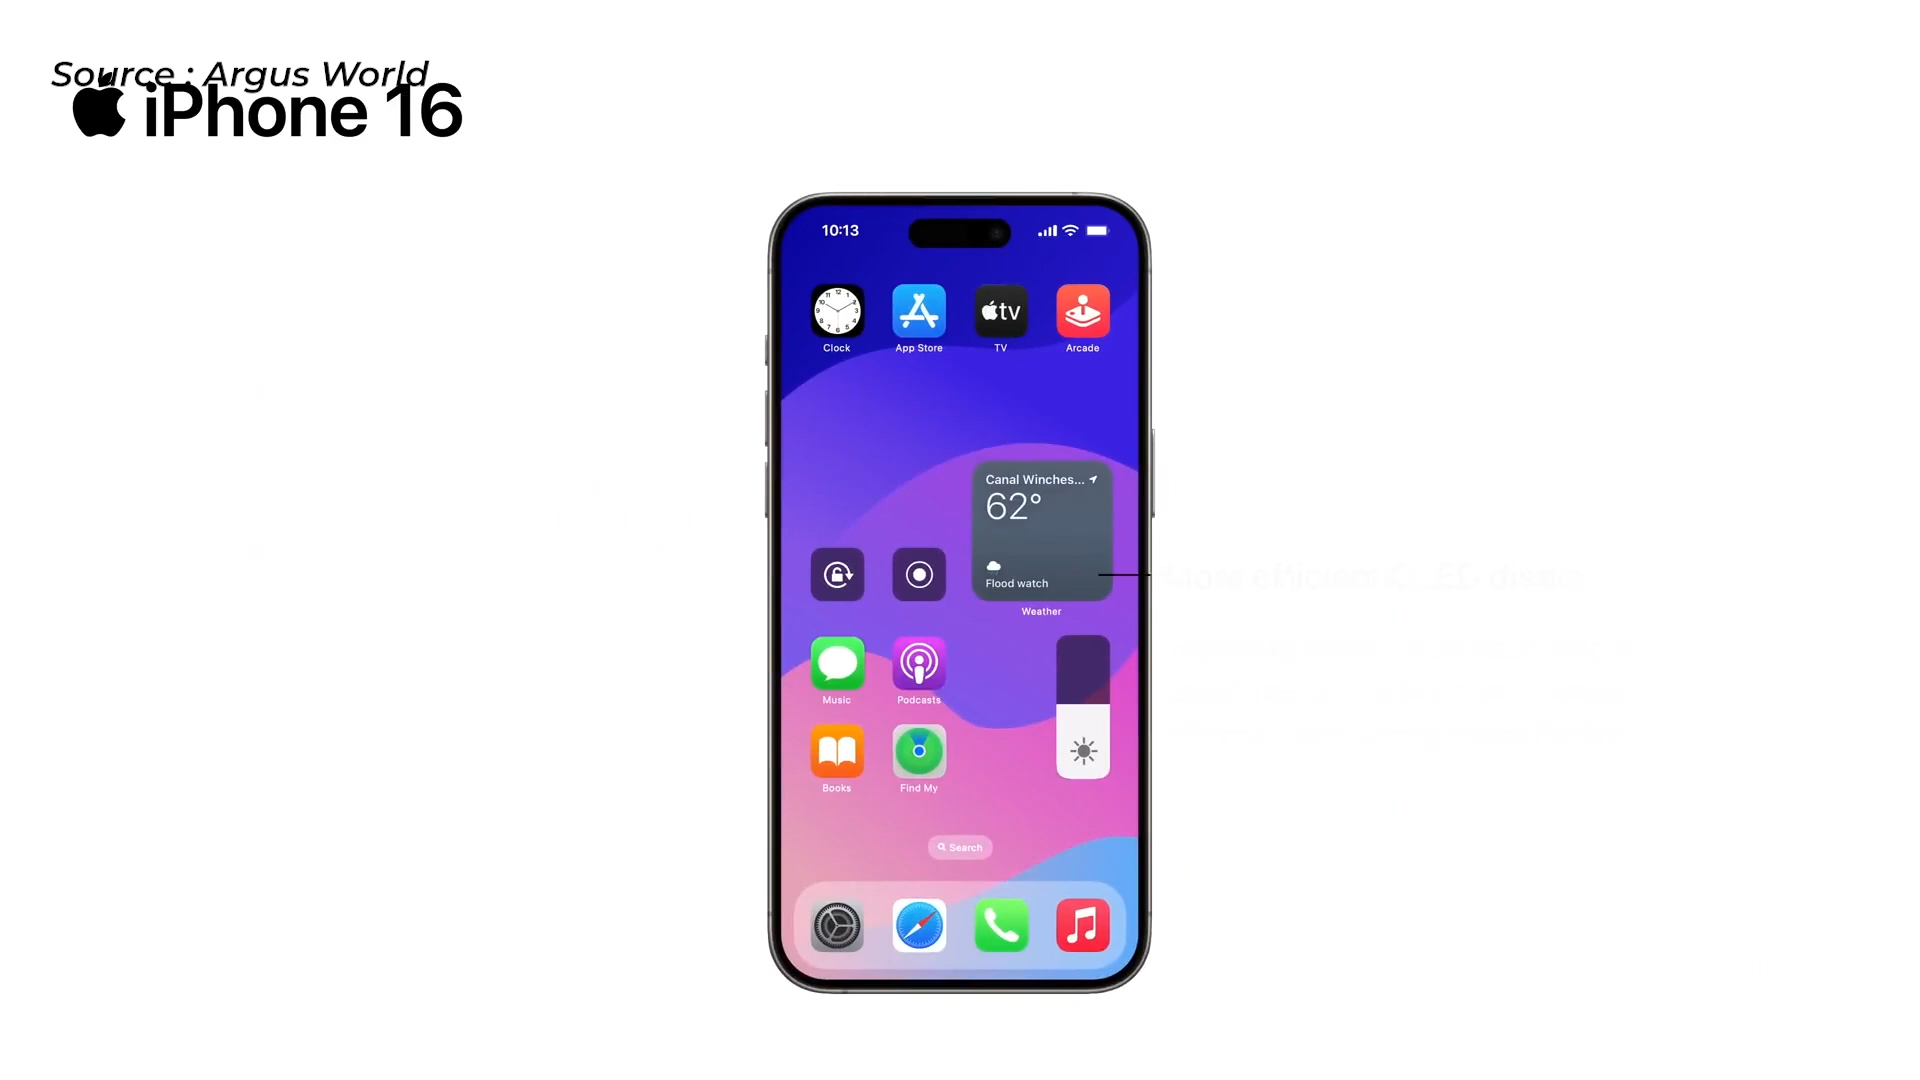 Source : Argus World
iPhone 16
10:13
Clock
App Store
tv
TV
Arcade
Canal Winches...
62°
Flood watch
Weather
Music
Podcasts
Books
Find My
Search